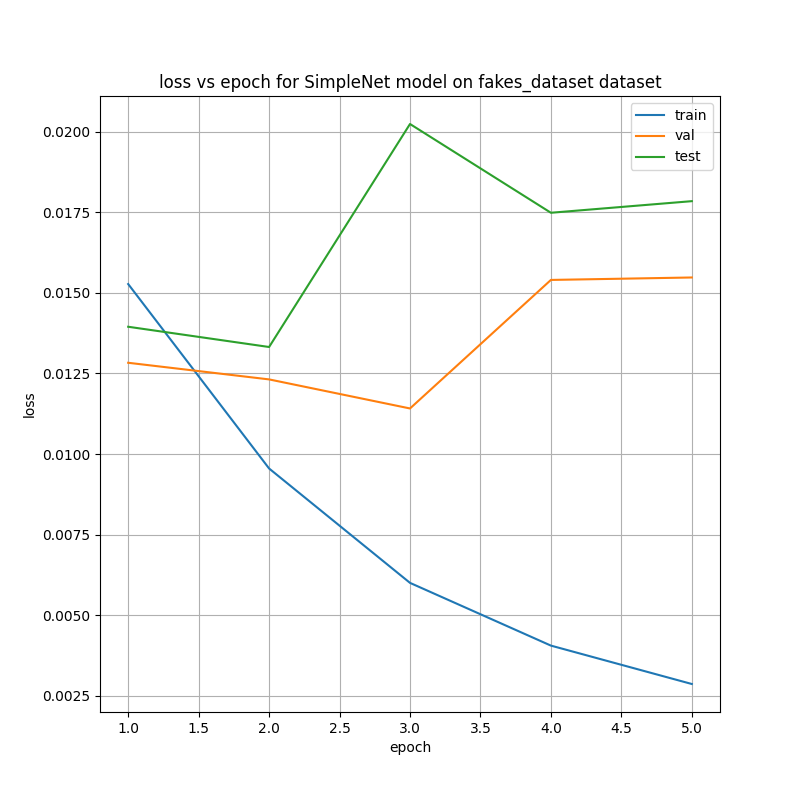 loss vs epoch for SimpleNet model on fakes_dataset dataset
train
val
test
0.0200
0.0175
0.0150
0.0125
0.0100
0.0075
0.0050
0.0025
loss
1.0 1.5 2.0 2.5 3.0 3.5 4.0 4.5 5.0
epoch